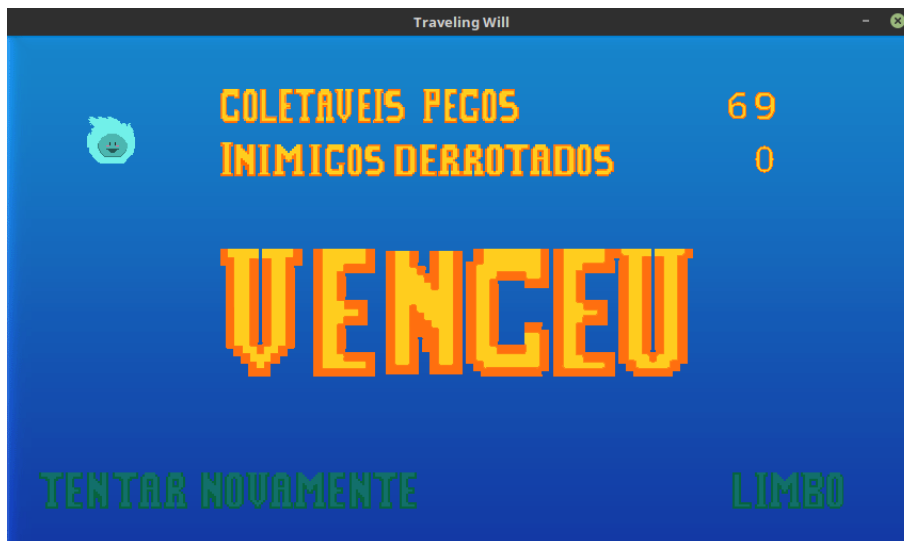 Traveling Will
COLETAVEIS PEGOS 69
INIMIGOS DERROTADOS 0
VENCEU
TENTAR NOVAMENTE LIMBO